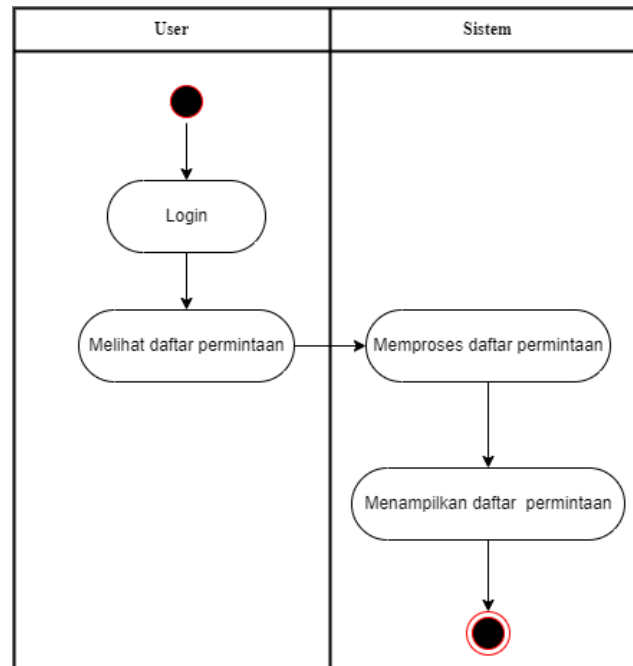 User
Sistem
Login
Melihat daftar permintaan
Memproses daftar permintaan
Menampilkan daftar permintaan